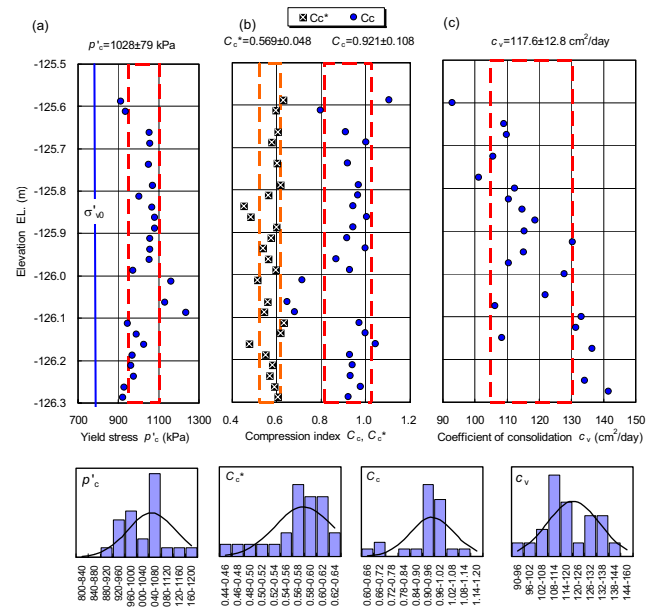 (a)
(b)
Cc* Cc
(c)
p'c=1028±79 kPa
Cc*=0.569±0.048
Cc=0.921±0.108
cv=117.6±12.8 cm2/day
Elevation EL. (m)
-125.5
-125.6
-125.7
-125.8
-125.9
-126.0
-126.1
-126.2
-126.3
σ'v0
700 900 1100 1300
Yield stress p'c (kPa)
0.4 0.6 0.8 1.0 1.2
Compression index Cc, Cc*
90 100 110 120 130 140 150
Coefficient of consolidation cv (cm2/day)
p'c
800-840
840-880
880-920
920-960
960-1000
000-1040
040-1080
080-1120
120-1160
160-1200
Cc*
0.44-0.46
0.46-0.48
0.48-0.50
0.50-0.52
0.52-0.54
0.54-0.56
0.56-0.58
0.58-0.60
0.60-0.62
0.62-0.64
Cc
0.60-0.66
0.66-0.72
0.72-0.78
0.78-0.84
0.84-0.90
0.90-0.96
0.96-1.02
1.02-1.08
1.08-1.14
1.14-1.20
cv
90-96
96-102
102-108
108-114
114-120
120-126
126-132
132-138
138-144
144-160